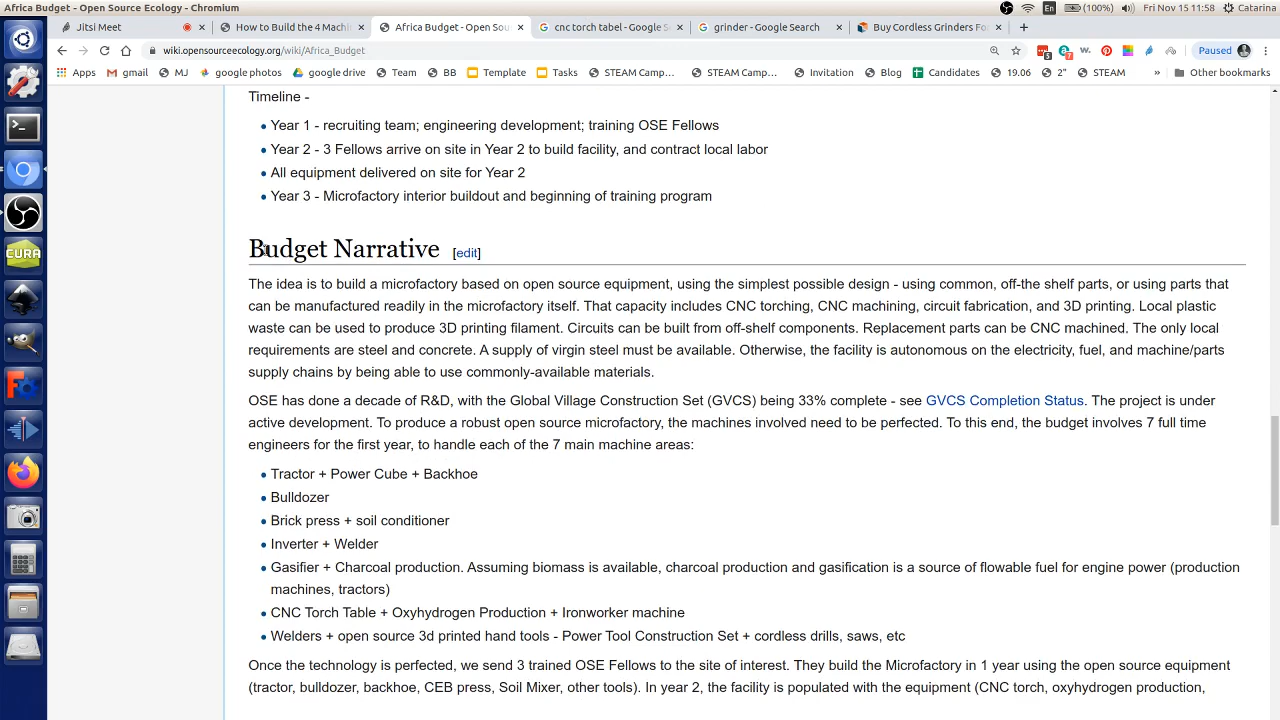 Africa Budget - Open Source Ecology - Chromium
En
(100%)
Fri Nov 15 11:58
Catarina
Jitsi Meet
How to Build the 4 Machi
Africa Budget - Open Sou
cnc torch tabel - Google S
grinder - Google Search
Buy Cordless Grinders Fo
wiki.opensourceecology.org/wiki/Africa_Budget
Paused
Apps
gmail
MJ
google photos
google drive
Team
BB
Template
Tasks
STEAM Camp...
STEAM Camp...
Invitation
Blog
Candidates
19.06
2"
STEAM
»
Other bookmarks
Timeline -
Year 1 - recruiting team; engineering development; training OSE Fellows
Year 2 - 3 Fellows arrive on site in Year 2 to build facility, and contract local labor
All equipment delivered on site for Year 2
Year 3 - Microfactory interior buildout and beginning of training program
Budget Narrative [edit]
The idea is to build a microfactory based on open source equipment, using the simplest possible design - using common, off-the shelf parts, or using parts that
can be manufactured readily in the microfactory itself. That capacity includes CNC torching, CNC machining, circuit fabrication, and 3D printing. Local plastic
waste can be used to produce 3D printing filament. Circuits can be built from off-shelf components. Replacement parts can be CNC machined. The only local
requirements are steel and concrete. A supply of virgin steel must be available. Otherwise, the facility is autonomous on the electricity, fuel, and machine/parts
supply chains by being able to use commonly-available materials.
OSE has done a decade of R&D, with the Global Village Construction Set (GVCS) being 33% complete - see GVCS Completion Status. The project is under
active development. To produce a robust open source microfactory, the machines involved need to be perfected. To this end, the budget involves 7 full time
engineers for the first year, to handle each of the 7 main machine areas:
Tractor + Power Cube + Backhoe
Bulldozer
Brick press + soil conditioner
Inverter + Welder
Gasifier + Charcoal production. Assuming biomass is available, charcoal production and gasification is a source of flowable fuel for engine power (production
machines, tractors)
CNC Torch Table + Oxyhydrogen Production + Ironworker machine
Welders + open source 3d printed hand tools - Power Tool Construction Set + cordless drills, saws, etc
Once the technology is perfected, we send 3 trained OSE Fellows to the site of interest. They build the Microfactory in 1 year using the open source equipment
(tractor, bulldozer, backhoe, CEB press, Soil Mixer, other tools). In year 2, the facility is populated with the equipment (CNC torch, oxyhydrogen production,
CURA